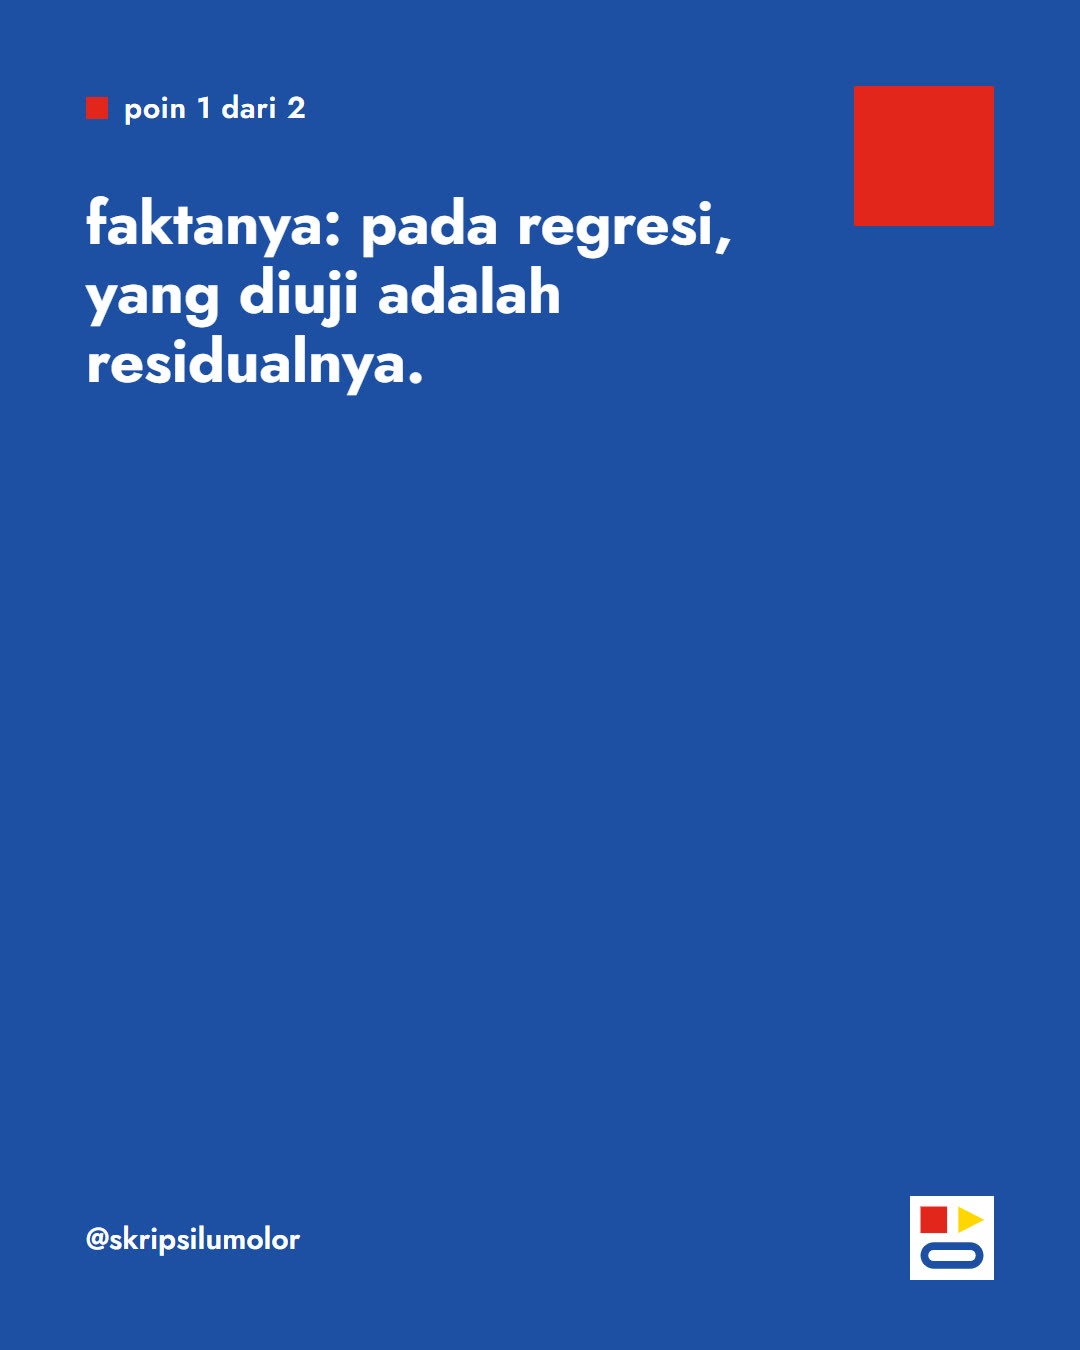 poin 1 dari 2
faktanya: pada regresi,
yang diuji adalah
residualnya.
@skripsilumolor